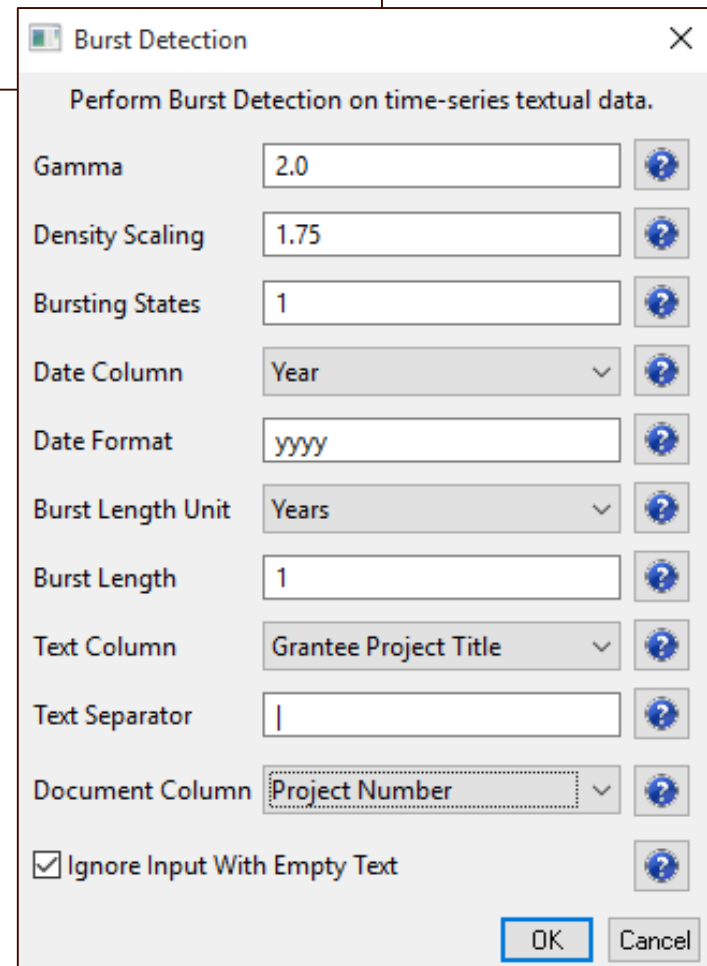 Burst Detection
Perform Burst Detection on time-series textual data.
Gamma 2.0
Density Scaling 1.75
Bursting States 1
Date Column Year
Date Format yyyy
Burst Length Unit Years
Burst Length 1
Text Column Grantee Project Title
Text Separator |
Document Column Project Number
Ignore Input With Empty Text
OK Cancel